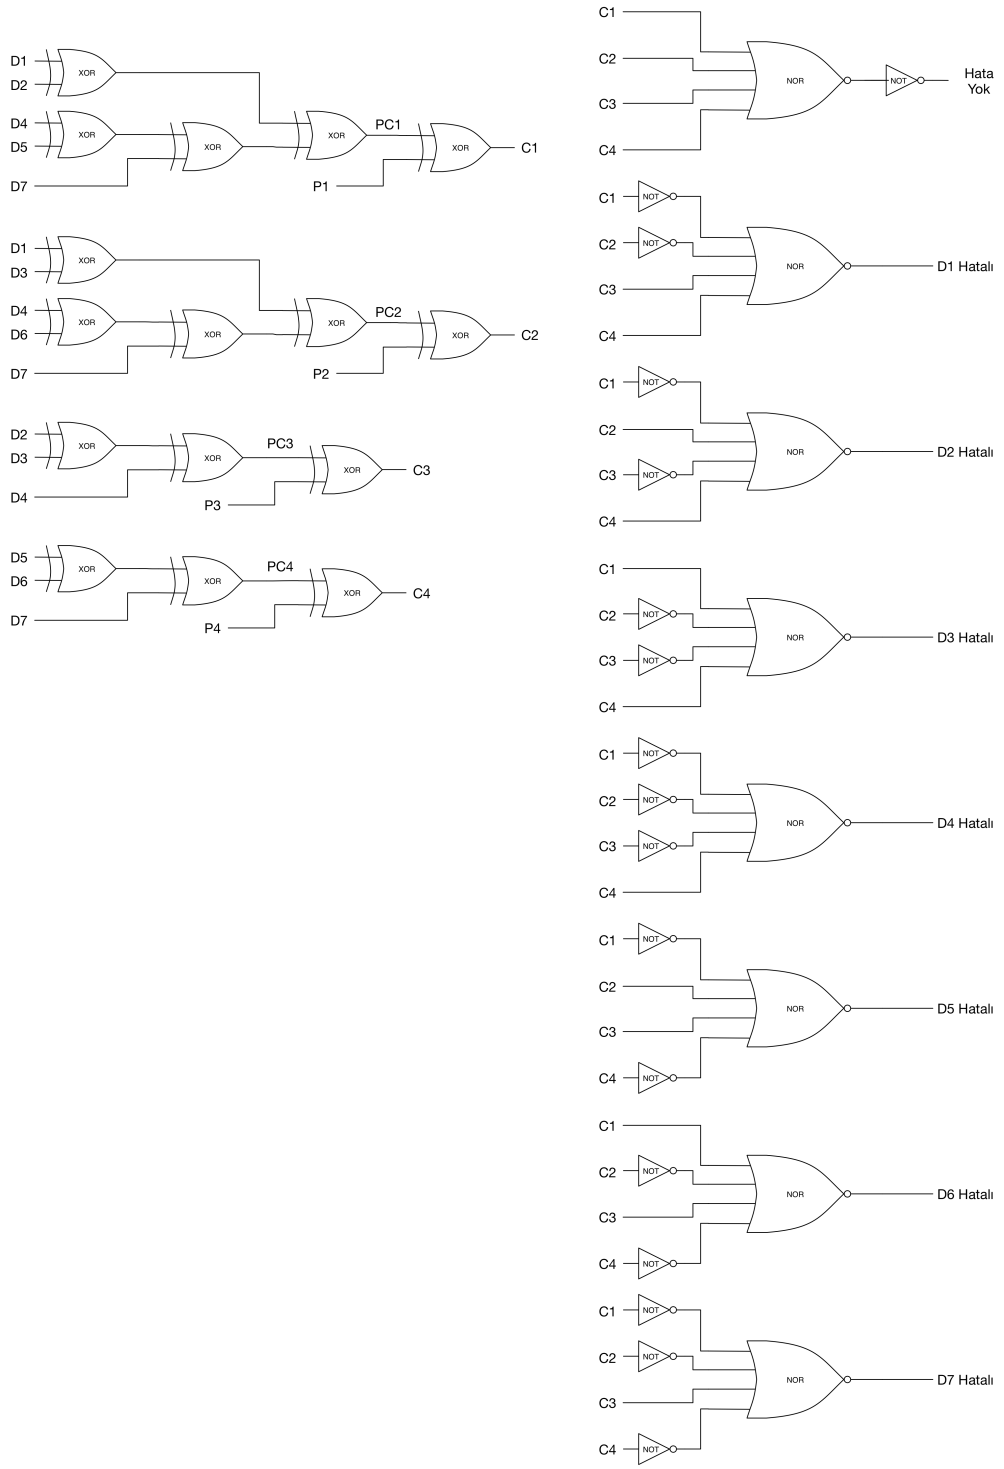 D1
D2
XOR
D4
D5
XOR
D7
XOR
XOR
PC1
P1
XOR
C1
D1
D3
XOR
D4
D6
XOR
D7
XOR
XOR
PC2
P2
XOR
C2
D2
D3
XOR
D4
XOR
PC3
P3
XOR
C3
D5
D6
XOR
D7
XOR
PC4
P4
XOR
C4
C1
C2
C3
C4
NOR
NOT
Hata
Yok
C1
NOT
C2
NOT
C3
C4
NOR
D1 Hatalı
C1
NOT
C2
C3
NOT
C4
NOR
D2 Hatalı
C1
C2
NOT
C3
NOT
C4
NOR
D3 Hatalı
C1
NOT
C2
NOT
C3
NOT
C4
NOR
D4 Hatalı
C1
NOT
C2
C3
C4
NOT
NOR
D5 Hatalı
C1
C2
NOT
C3
C4
NOT
NOR
D6 Hatalı
C1
NOT
C2
NOT
C3
C4
NOT
NOR
D7 Hatalı